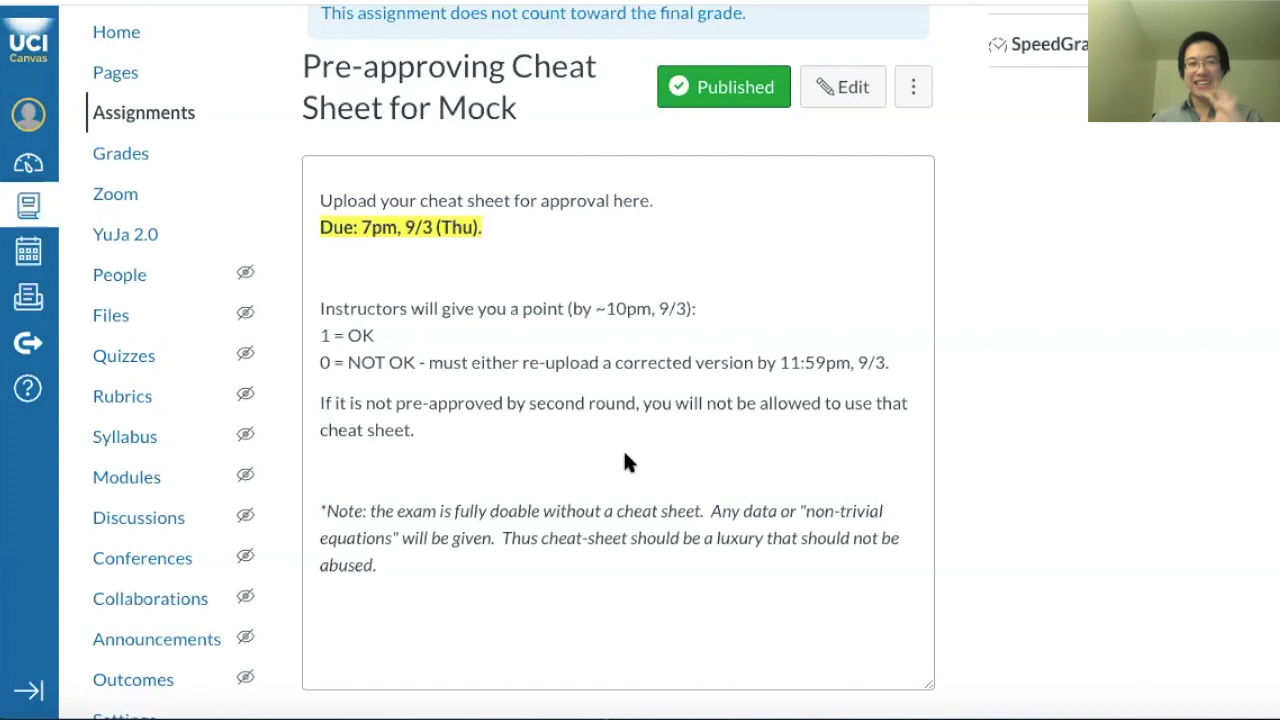 This assignment does not count toward the final grade.
UCI
Canvas
Home
Pages
Assignments
Grades
Zoom
YuJa 2.0
People
Files
Quizzes
Rubrics
Syllabus
Modules
Discussions
Conferences
Collaborations
Announcements
Outcomes
Settings
Pre-approving Cheat
Sheet for Mock
Published
Edit
SpeedGra
Upload your cheat sheet for approval here.
Due: 7pm, 9/3 (Thu).
Instructors will give you a point (by ~10pm, 9/3):
1 = OK
0 = NOT OK - must either re-upload a corrected version by 11:59pm, 9/3.
If it is not pre-approved by second round, you will not be allowed to use that
cheat sheet.
*Note: the exam is fully doable without a cheat sheet. Any data or "non-trivial
equations" will be given. Thus cheat-sheet should be a luxury that should not be
abused.